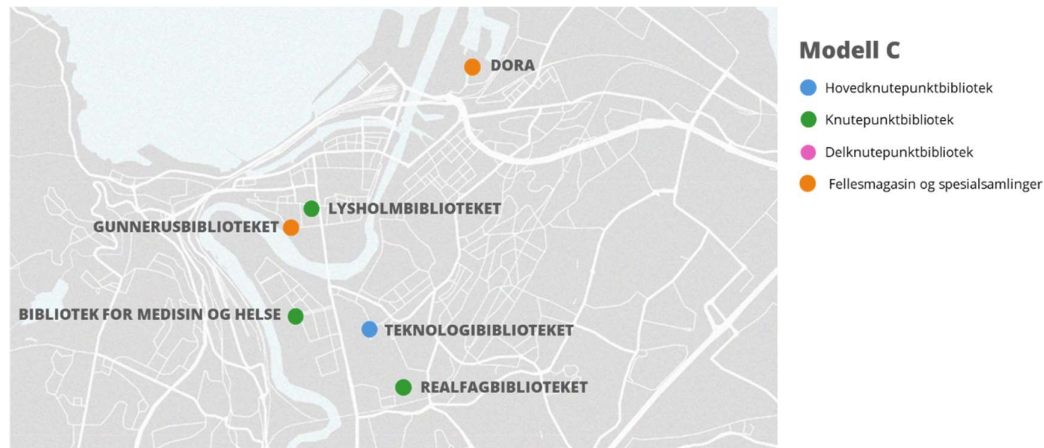 DORA
LYSHOLMBIBLIOTEKET
GUNNERUSBIBLIOTEKET
BIBLIOTEK FOR MEDISIN OG HELSE
TEKNOLOGIBIBLIOTEKET
REALFAGBIBLIOTEKET
Modell C
Hovedknutepunktbibliotek
Knutepunktbibliotek
Delknutepunktbibliotek
Fellesmagasin og spesialsamlinger